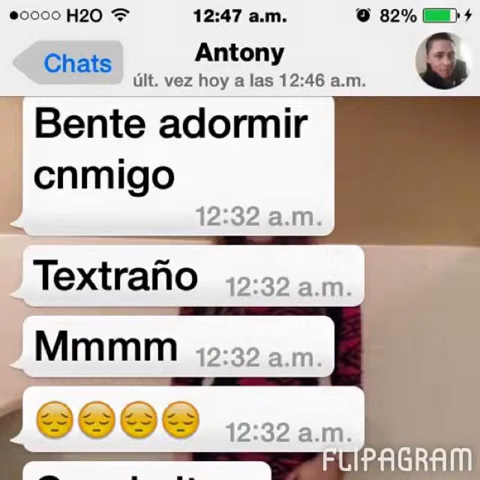 H2O 12:47 a.m. 82%
Chats
Antony
últ. vez hoy a las 12:46 a.m.
Bente adormir
cnmigo
12:32 a.m.
Textraño 12:32 a.m.
Mmmm 12:32 a.m.
12:32 a.m.
FLIPAGRAM